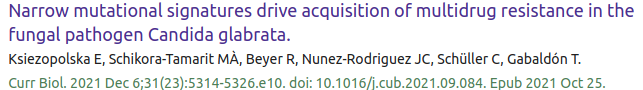 Narrow mutational signatures drive acquisition of multidrug resistance in the
fungal pathogen Candida glabrata.
Ksiezopolska E, Schikora-Tamarit MÀ, Beyer R, Nunez-Rodriguez JC, Schüller C, Gabaldón T.
Curr Biol. 2021 Dec 6;31(23):5314-5326.e10. doi: 10.1016/j.cub.2021.09.084. Epub 2021 Oct 25.